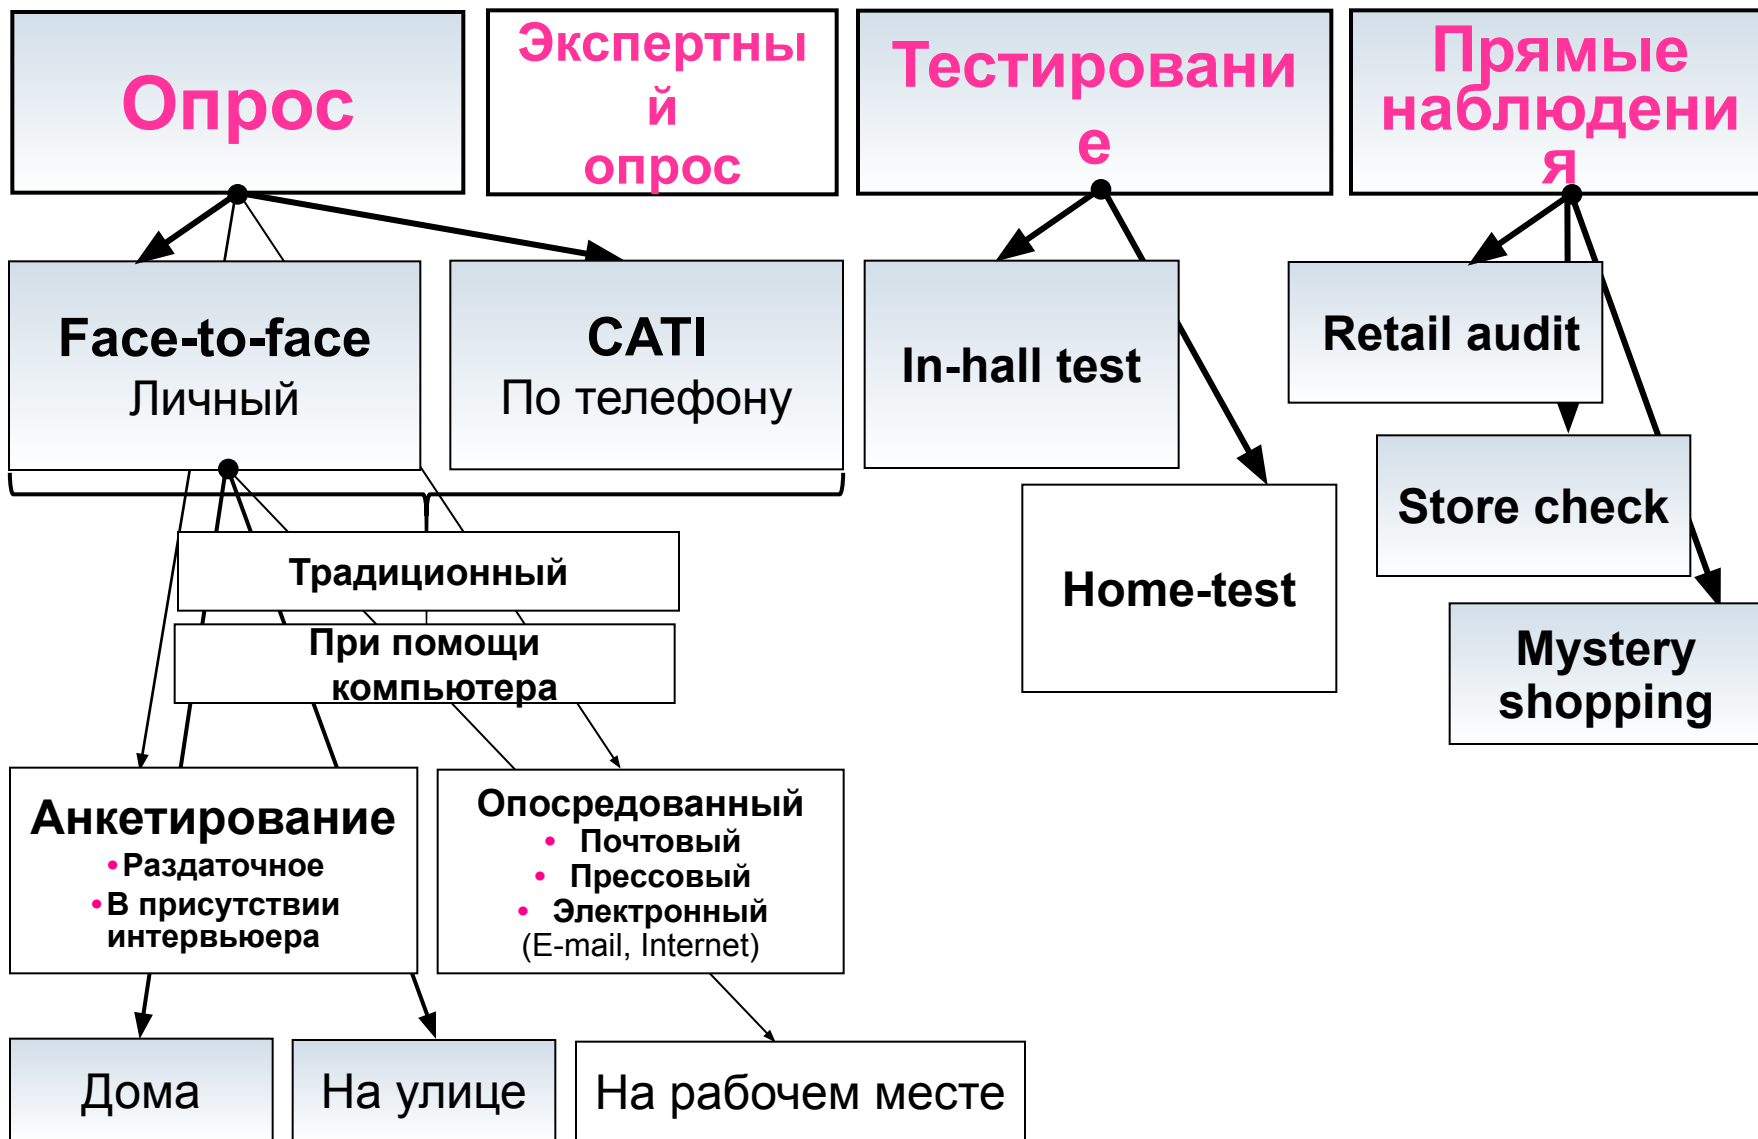 Опрос
Экспертны
й
опрос
Тестировани
е
Прямые
наблюдени
я
Face-to-face
Личный
CATI
По телефону
In-hall test
Retail audit
Store check
Home-test
Mystery
shopping
Традиционный
При помощи
компьютера
Анкетирование
• Раздаточное
• В присутствии
интервьюера
Опосредованный
• Почтовый
• Прессовый
• Электронный
(E-mail, Internet)
Дома
На улице
На рабочем месте